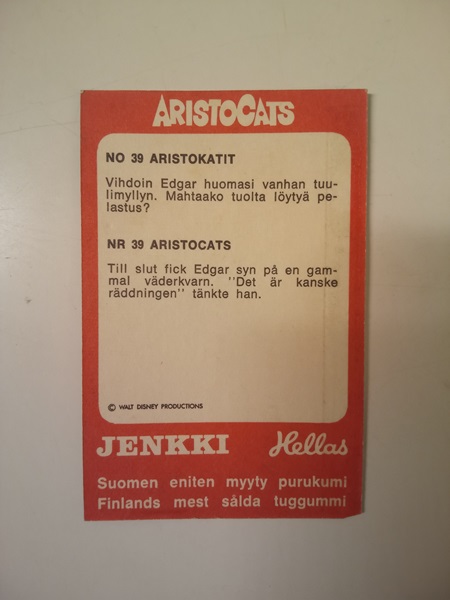 ARISTOCATS
NO 39 ARISTOKATIT
Vihdoin Edgar huomasi vanhan tuu-
limyllyn. Mahtaako tuolta löytyä pe-
lastus?
NR 39 ARISTOCATS
Till slut fick Edgar syn på en gam-
mal väderkvarn. "Det är kanske
räddningen" tänkte han.
© WALT DISNEY PRODUCTIONS
JENKKI Hellas
Suomen eniten myyty purukumi
Finlands mest sålda tuggummi